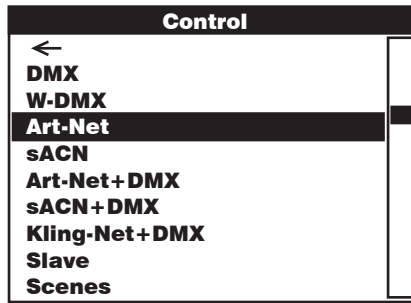 Control
←
DMX
W-DMX
Art-Net
sACN
Art-Net+DMX
sACN+DMX
Kling-Net+DMX
Slave
Scenes